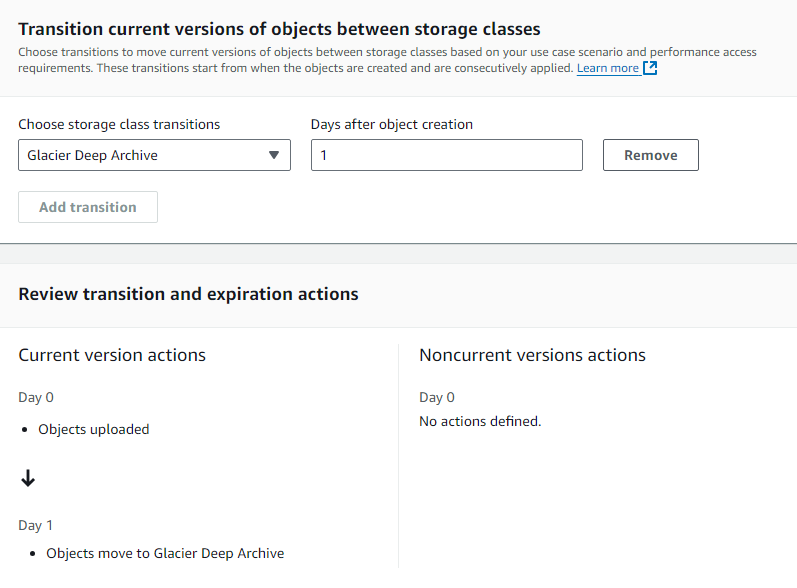 Transition current versions of objects between storage classes
Choose transitions to move current versions of objects between storage classes based on your use case scenario and performance access
requirements. These transitions start from when the objects are created and are consecutively applied. Learn more
Choose storage class transitions
Days after object creation
Glacier Deep Archive
1
Remove
Add transition
Review transition and expiration actions
Current version actions
Day 0
• Objects uploaded
Day 1
• Objects move to Glacier Deep Archive
Noncurrent versions actions
Day 0
No actions defined.